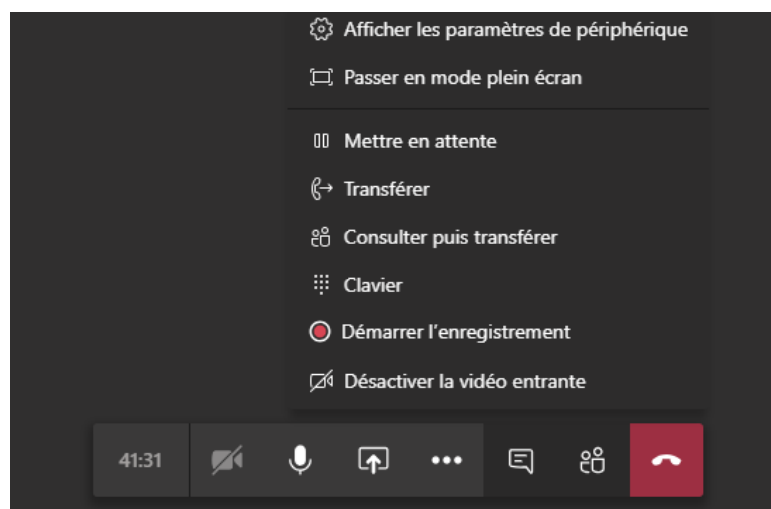 Afficher les paramètres de périphérique
Passer en mode plein écran
Mettre en attente
Transférer
Consulter puis transférer
Clavier
Démarrer l'enregistrement
Désactiver la vidéo entrante
41:31